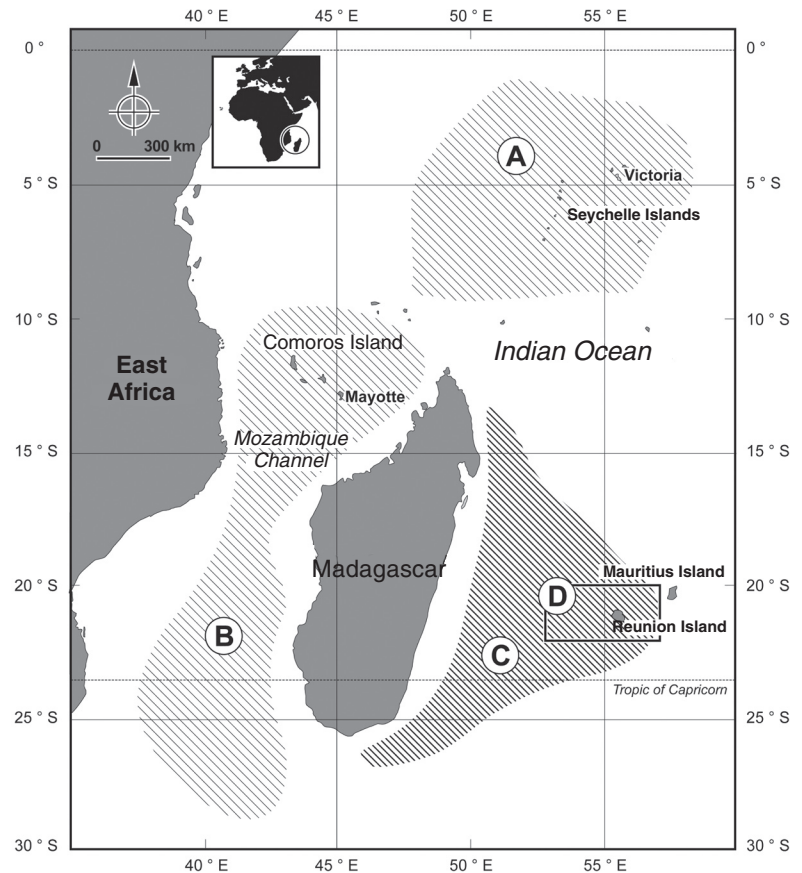 40 ° E 45 ° E 50 ° E 55 ° E
0 ° 0 °
0 300 km
A
Victoria
5 ° S 5 ° S
Seychelle Islands
10 ° S 10 ° S
Comoros Island
Indian Ocean
East
Africa
Mayotte
Mozambique
Channel
15 ° S 15 ° S
Madagascar
Mauritius Island
20 ° S 20 ° S
D
Reunion Island
B
C
Tropic of Capricorn
25 ° S 25 ° S
30 ° S 30 ° S
40 ° E 45 ° E 50 ° E 55 ° E